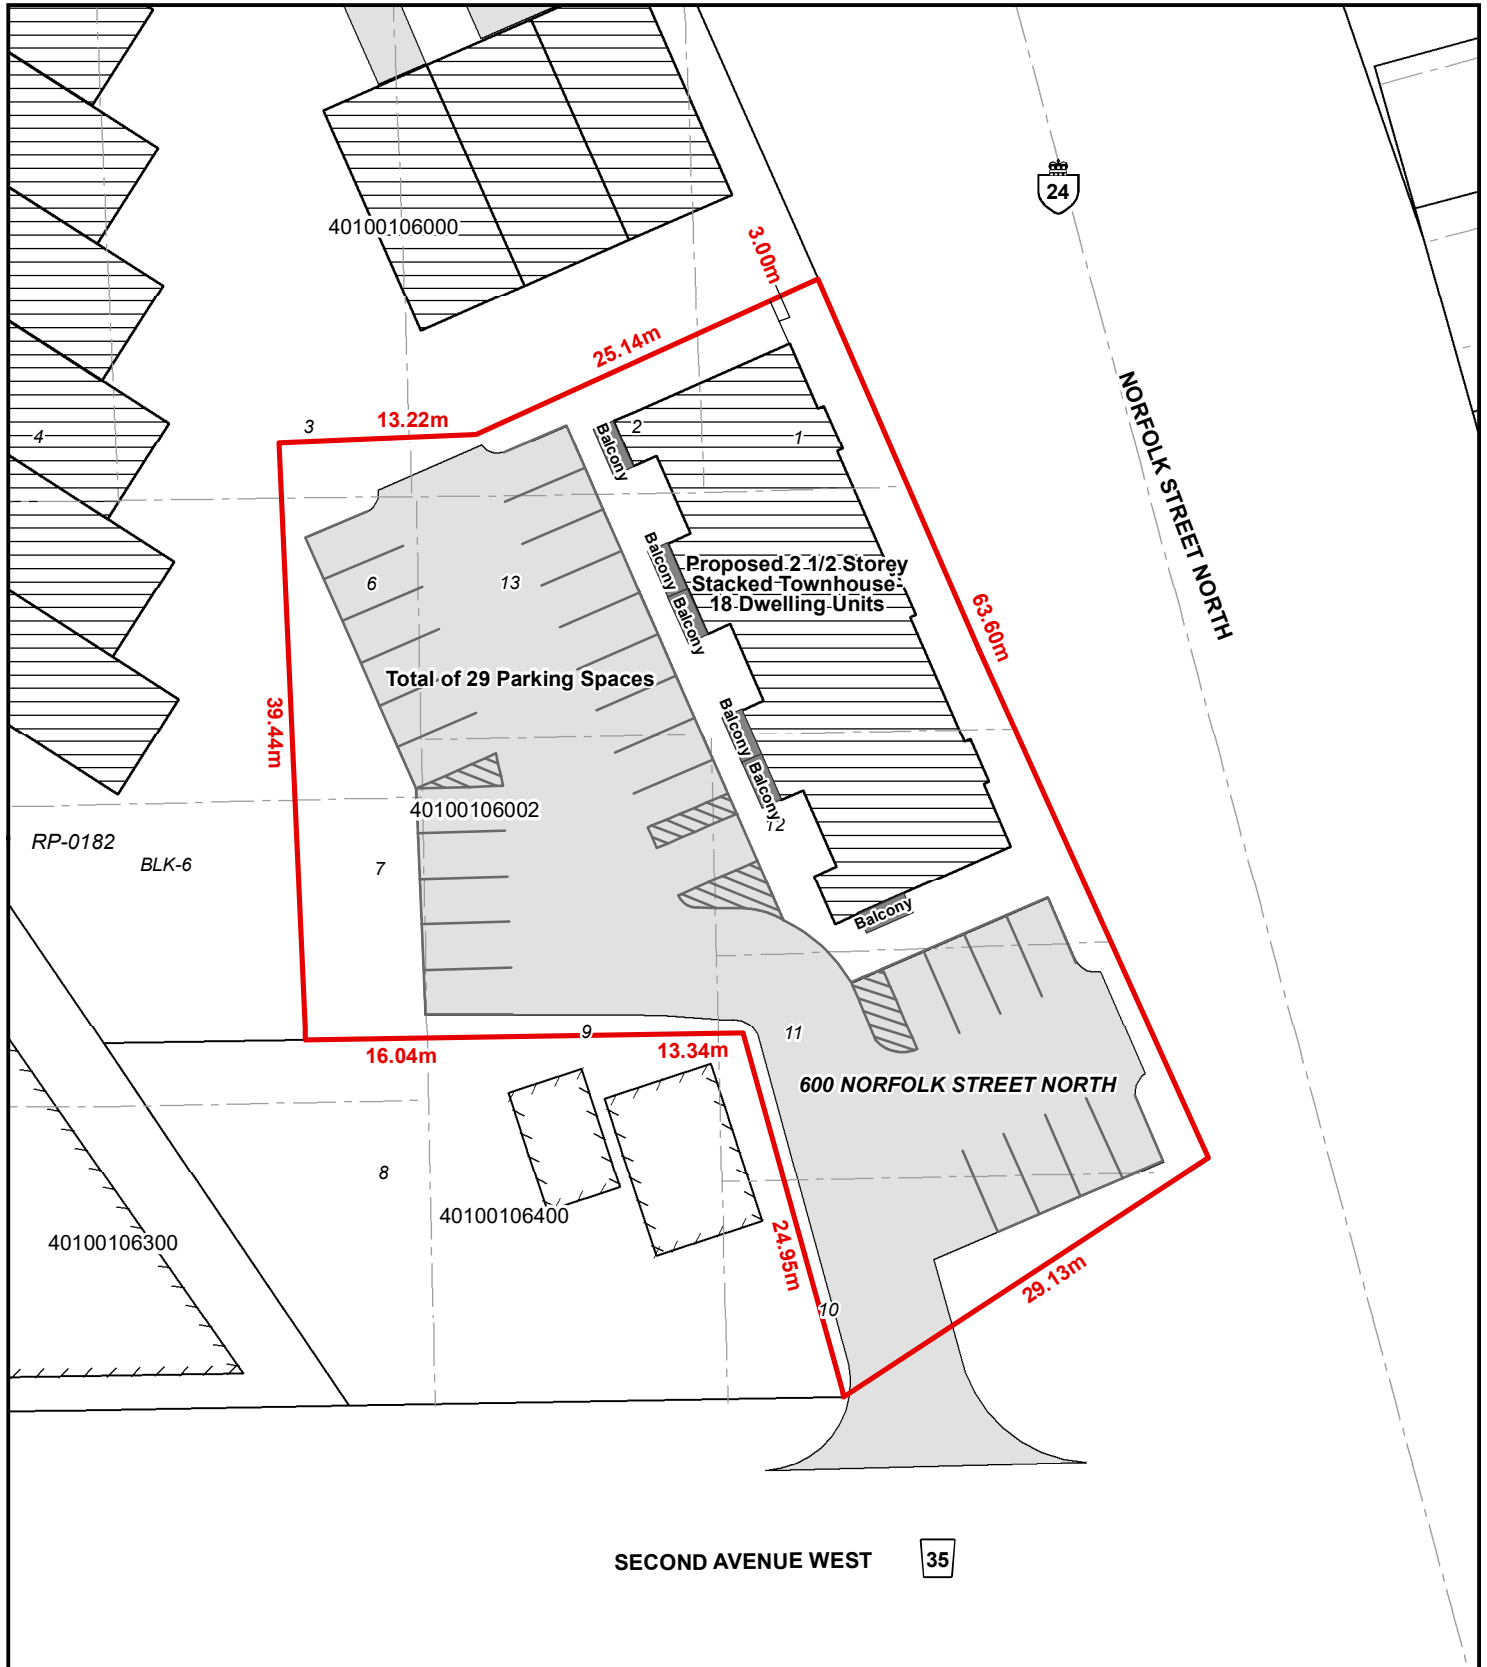 24
40100106000
3.00m
25.14m
NORFOLK STREET NORTH
3
13.22m
4
2
1
Balcony
Balcony
Balcony
Proposed 2 1/2 Storey
Stacked Townhouse-
18 Dwelling Units
6
13
63.60m
Total of 29 Parking Spaces
39.44m
Balcony
Balcony
40100106002
12
RP-0182
BLK-6
7
Balcony
9
11
16.04m
13.34m
600 NORFOLK STREET NORTH
8
40100106400
40100106300
24.95m
29.13m
10
SECOND AVENUE WEST
35